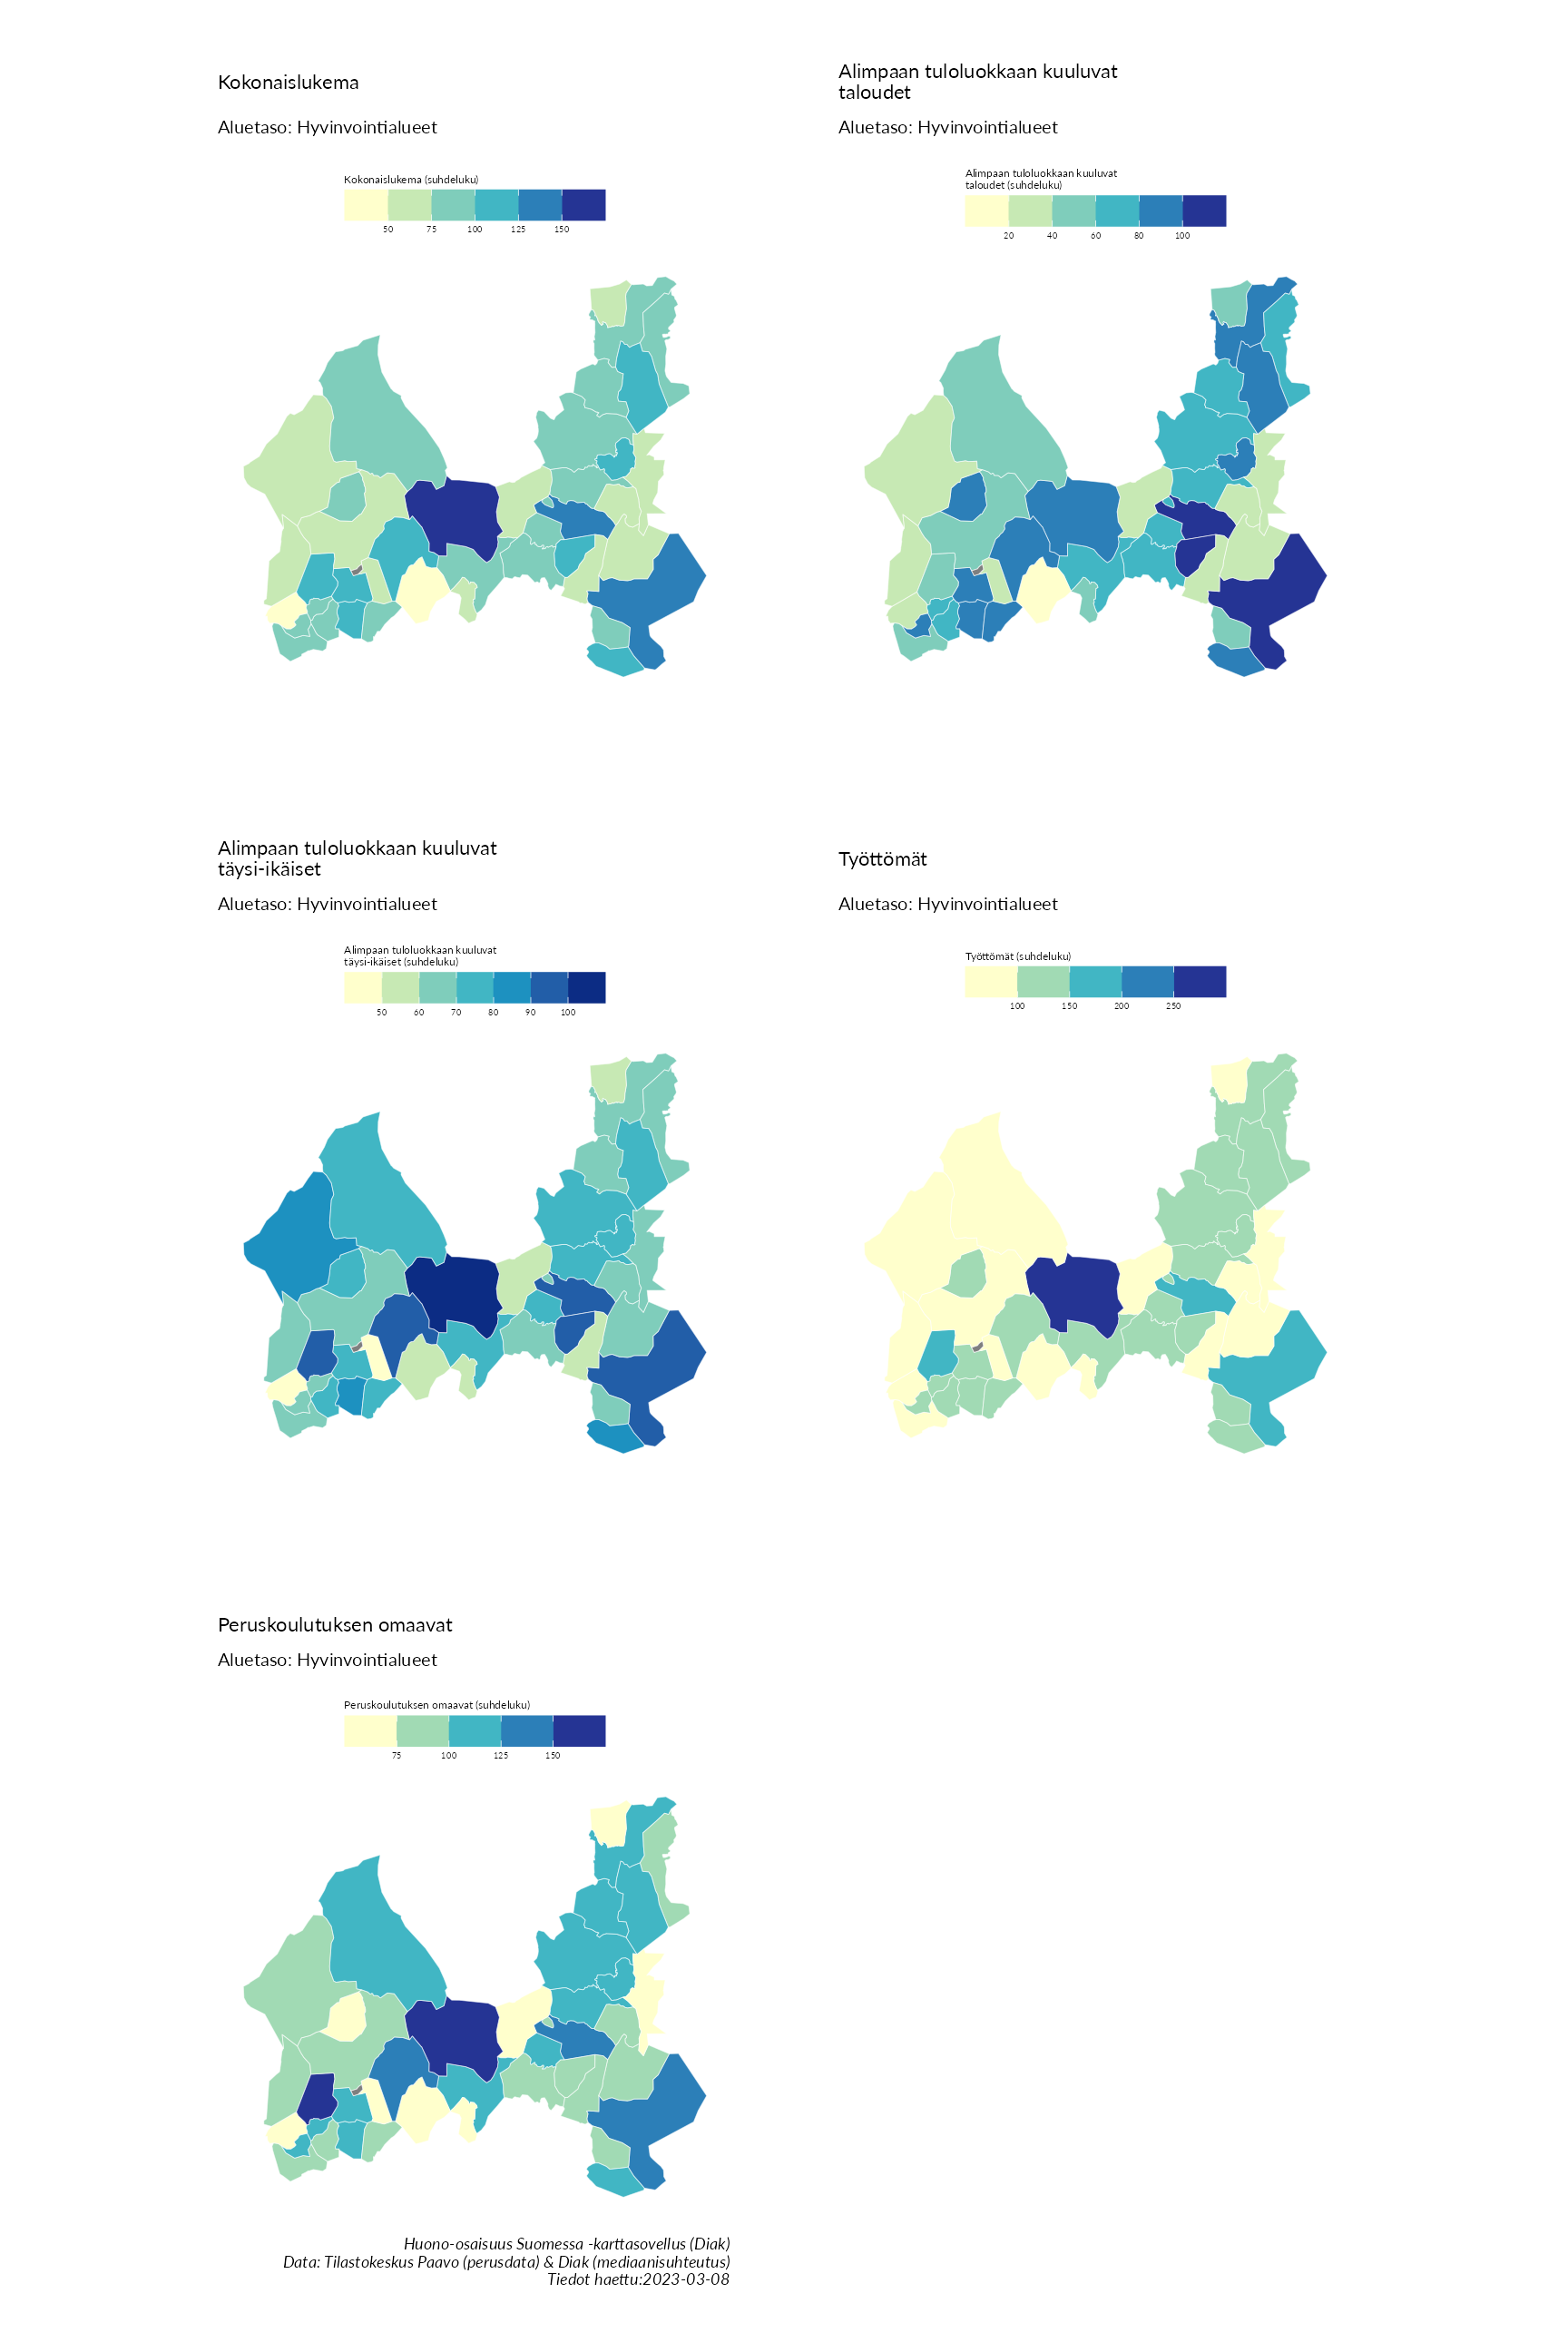 Kokonaislukema
Aluetaso: Hyvinvointialueet
Kokonaislukema (suhdeluku)
50 75 100 125 150
Alimpaan tuloluokkaan kuuluvat
taloudet
Aluetaso: Hyvinvointialueet
Alimpaan tuloluokkaan kuuluvat
taloudet (suhdeluku)
20 40 60 80 100
Alimpaan tuloluokkaan kuuluvat
täysi-ikäiset
Aluetaso: Hyvinvointialueet
Alimpaan tuloluokkaan kuuluvat
täysi-ikäiset (suhdeluku)
50 60 70 80 90 100
Työttömät
Aluetaso: Hyvinvointialueet
Työttömät (suhdeluku)
100 150 200 250
Peruskoulutuksen omaavat
Aluetaso: Hyvinvointialueet
Peruskoulutuksen omaavat (suhdeluku)
75 100 125 150
Huono-osaisuus Suomessa -karttasovellus (Diak)
Data: Tilastokeskus Paavo (perusdata) & Diak (mediaanisuhteutus)
Tiedot haettu:2023-03-08